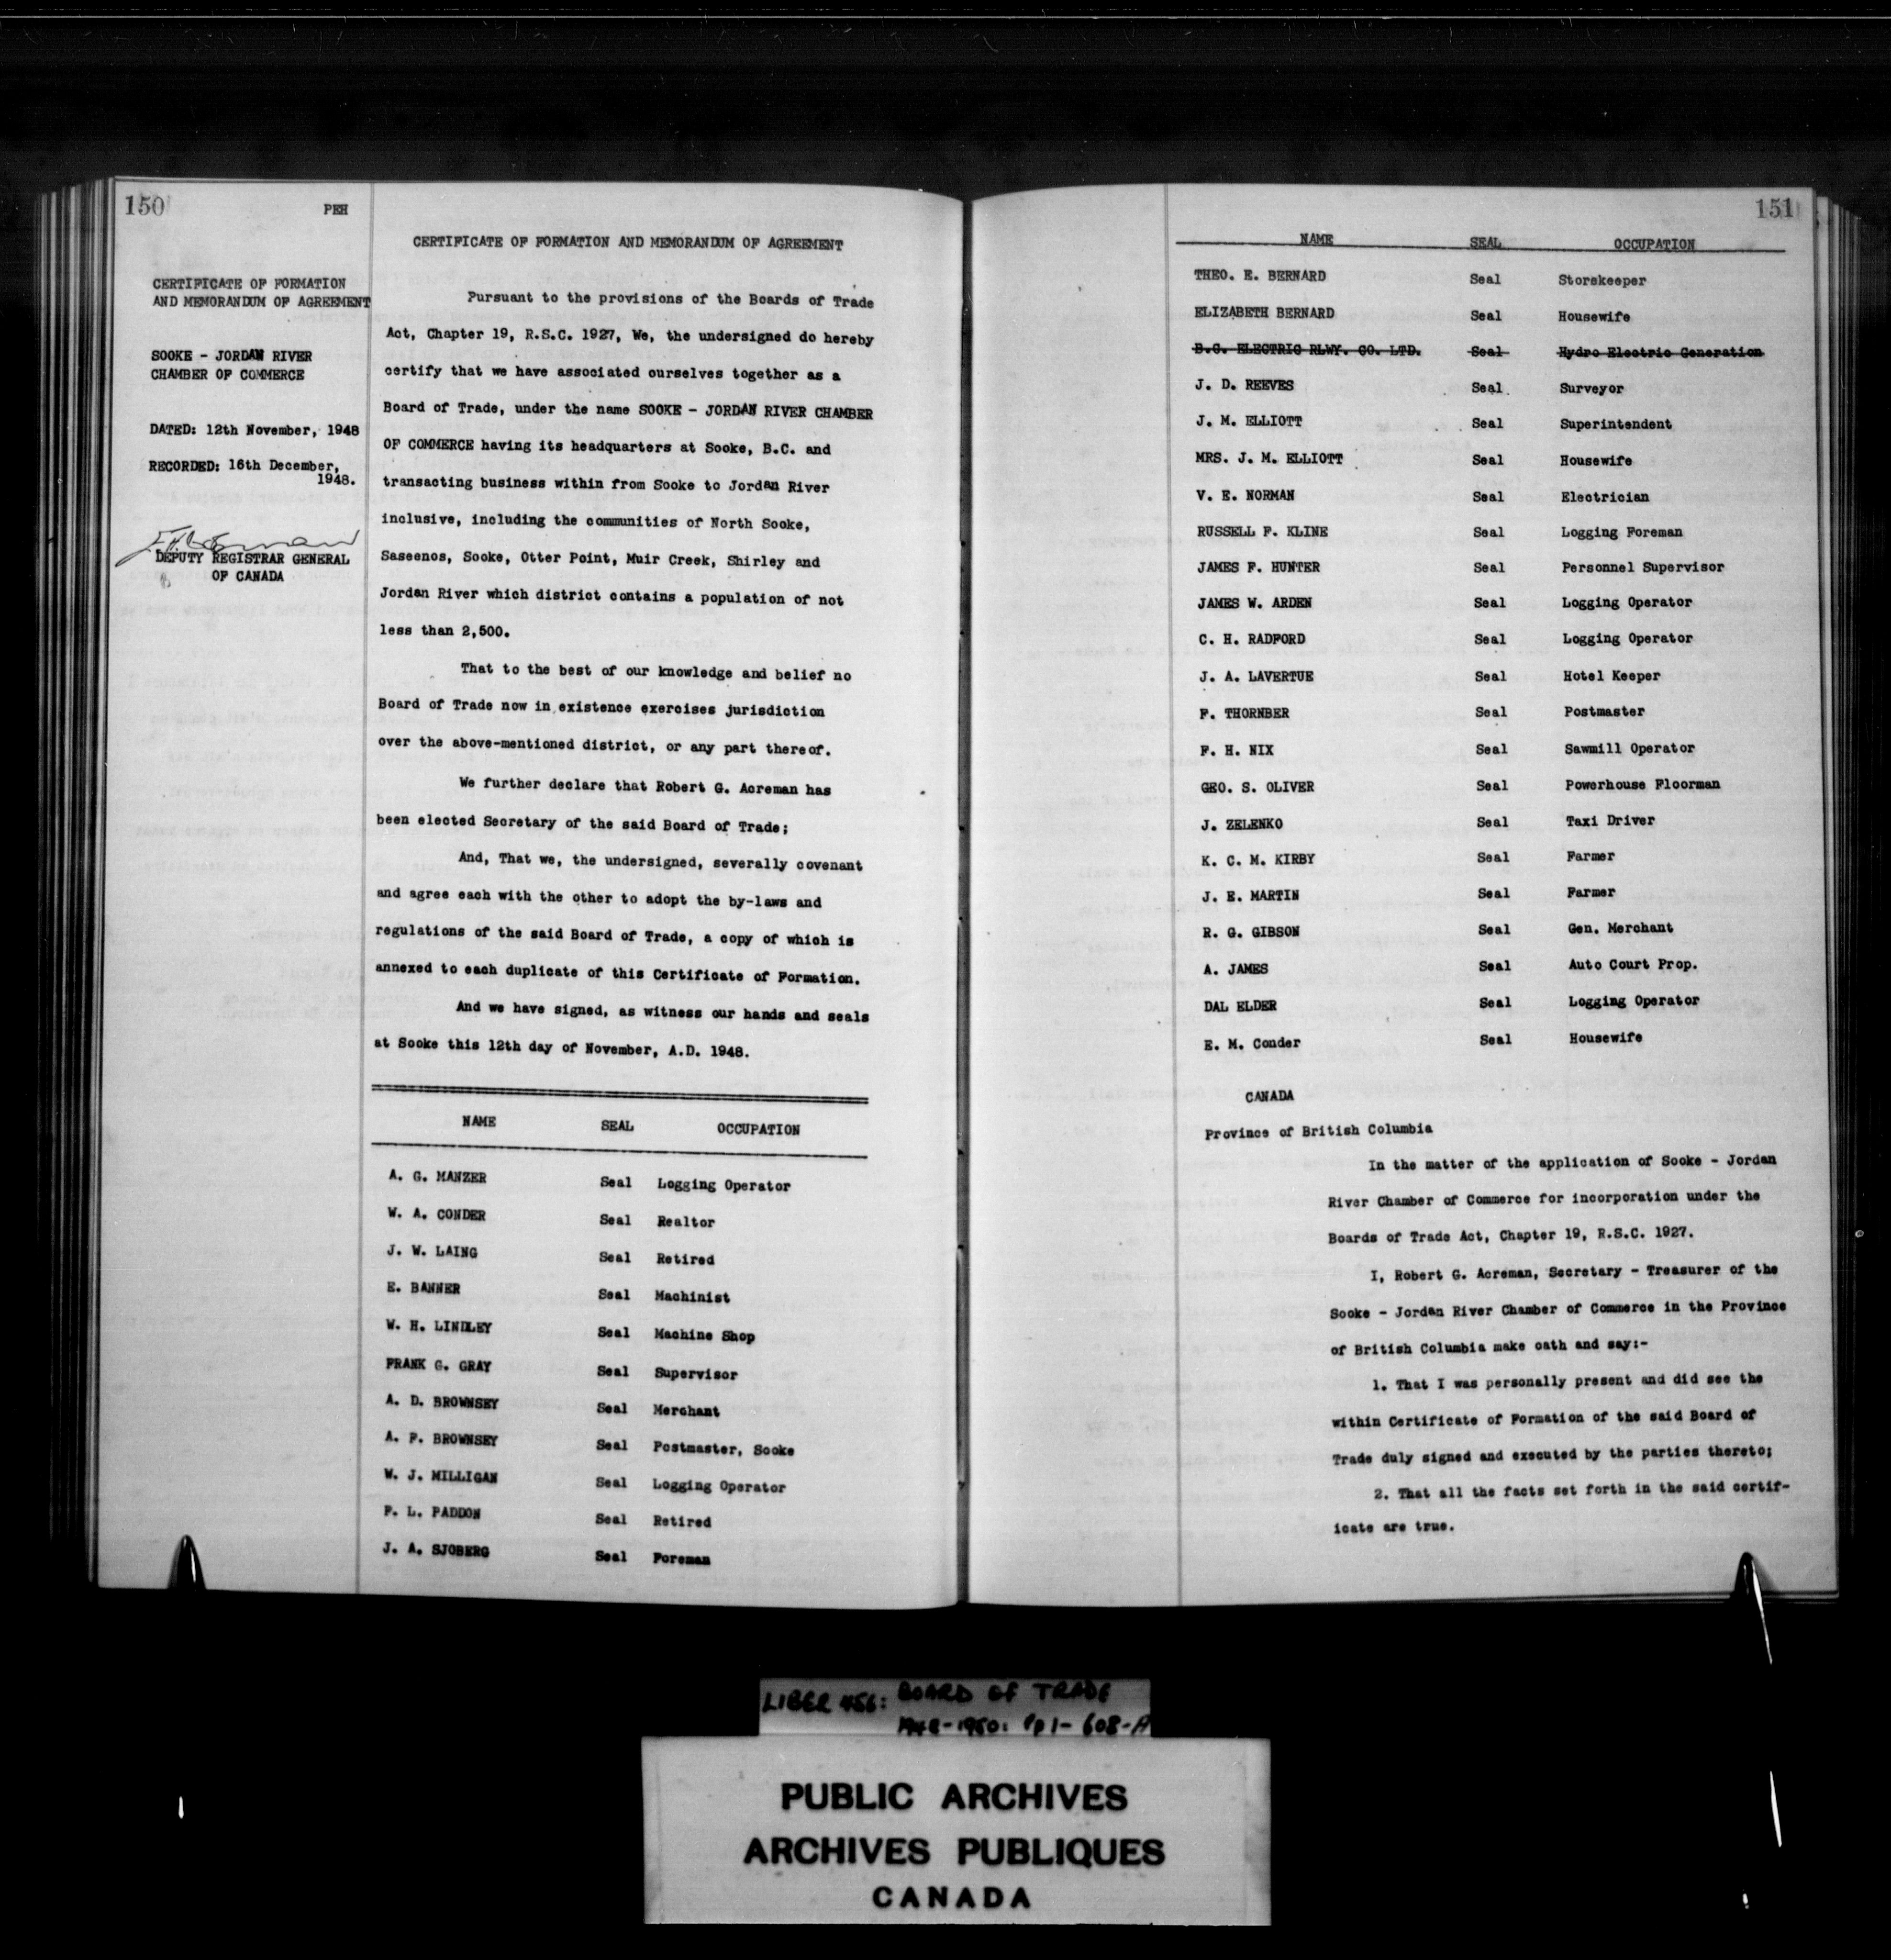 150
PEH
CERTIFICATE OF FORMATION
AND MEMORANDUM OF AGREEMENT
SOOKE - JORDAN RIVER
CHAMBER OF COMMERCE
DATED: 12th November, 1948
RECORDED: 16th December,
1948.
DEPUTY REGISTRAR GENERAL
OF CANADA
CERTIFICATE OF FORMATION AND MEMORANDUM OF AGREEMENT
Pursuant to the provisions of the Boards of Trade
Act, Chapter 19, R.S.C. 1927, We, the undersigned do hereby
certify that we have associated ourselves together as a
Board of Trade, under the name SOOKE - JORDAN RIVER CHAMBER
OF COMMERCE having its headquarters at Sooke, B.C. and
transacting business within from Sooke to Jordan River
inclusive, including the communities of North Sooke,
Saseenos, Sooke, Otter Point, Muir Creek, Shirley and
Jordan River which district contains a population of not
less than 2,500.
That to the best of our knowledge and belief no
Board of Trade now in existence exercises jurisdiction
over the above-mentioned district, or any part thereof.
We further declare that Robert G. Acreman has
been elected Secretary of the said Board of Trade;
And, That we, the undersigned, severally covenant
and agree each with the other to adopt the by-laws and
regulations of the said Board of Trade, a copy of which is
annexed to each duplicate of this Certificate of Formation.
And we have signed, as witness our hands and seals
at Sooke this 12th day of November, A.D. 1948.
NAME SEAL OCCUPATION
A. G. MANZER Seal Logging Operator
W. A. CONDER Seal Realtor
J. W. LAING Seal Retired
E. BANNER Seal Machinist
W. H. LINDLEY Seal Machine Shop
FRANK G. GRAY Seal Supervisor
A. D. BROWNSEY Seal Merchant
A. F. BROWNSEY Seal Postmaster, Sooke
W. J. MILLIGAN Seal Logging Operator
F. L. PADDON Seal Retired
J. A. SJOBERG Seal Foreman
151
NAME SEAL OCCUPATION
THEO. E. BERNARD Seal Storekeeper
ELIZABETH BERNARD Seal Housewife
B.C. ELECTRIC RLWY. CO. LTD. Seal Hydro Electric Generation
J. D. REEVES Seal Surveyor
J. M. ELLIOTT Seal Superintendent
MRS. J. M. ELLIOTT Seal Housewife
V. E. NORMAN Seal Electrician
RUSSELL F. KLINE Seal Logging Foreman
JAMES F. HUNTER Seal Personnel Supervisor
JAMES W. ARDEN Seal Logging Operator
C. H. RADFORD Seal Logging Operator
J. A. LAVERTUE Seal Hotel Keeper
F. THORNBER Seal Postmaster
F. H. NIX Seal Sawmill Operator
GEO. S. OLIVER Seal Powerhouse Floorman
J. ZELENKO Seal Taxi Driver
K. C. M. KIRBY Seal Farmer
J. E. MARTIN Seal Farmer
R. G. GIBSON Seal Gen. Merchant
A. JAMES Seal Auto Court Prop.
DAL ELDER Seal Logging Operator
E. M. Conder Seal Housewife
CANADA
Province of British Columbia
In the matter of the application of Sooke - Jordan
River Chamber of Commerce for incorporation under the
Boards of Trade Act, Chapter 19, R.S.C. 1927.
I, Robert G. Acreman, Secretary - Treasurer of the
Sooke - Jordan River Chamber of Commerce in the Province
of British Columbia make oath and say:-
1. That I was personally present and did see the
within Certificate of Formation of the said Board of
Trade duly signed and executed by the parties thereto;
2. That all the facts set forth in the said certif-
icate are true.
LIBER 456: BOARD OF TRADE
1948-1950: Pp 1- 608-A
PUBLIC ARCHIVES
ARCHIVES PUBLIQUES
CANADA